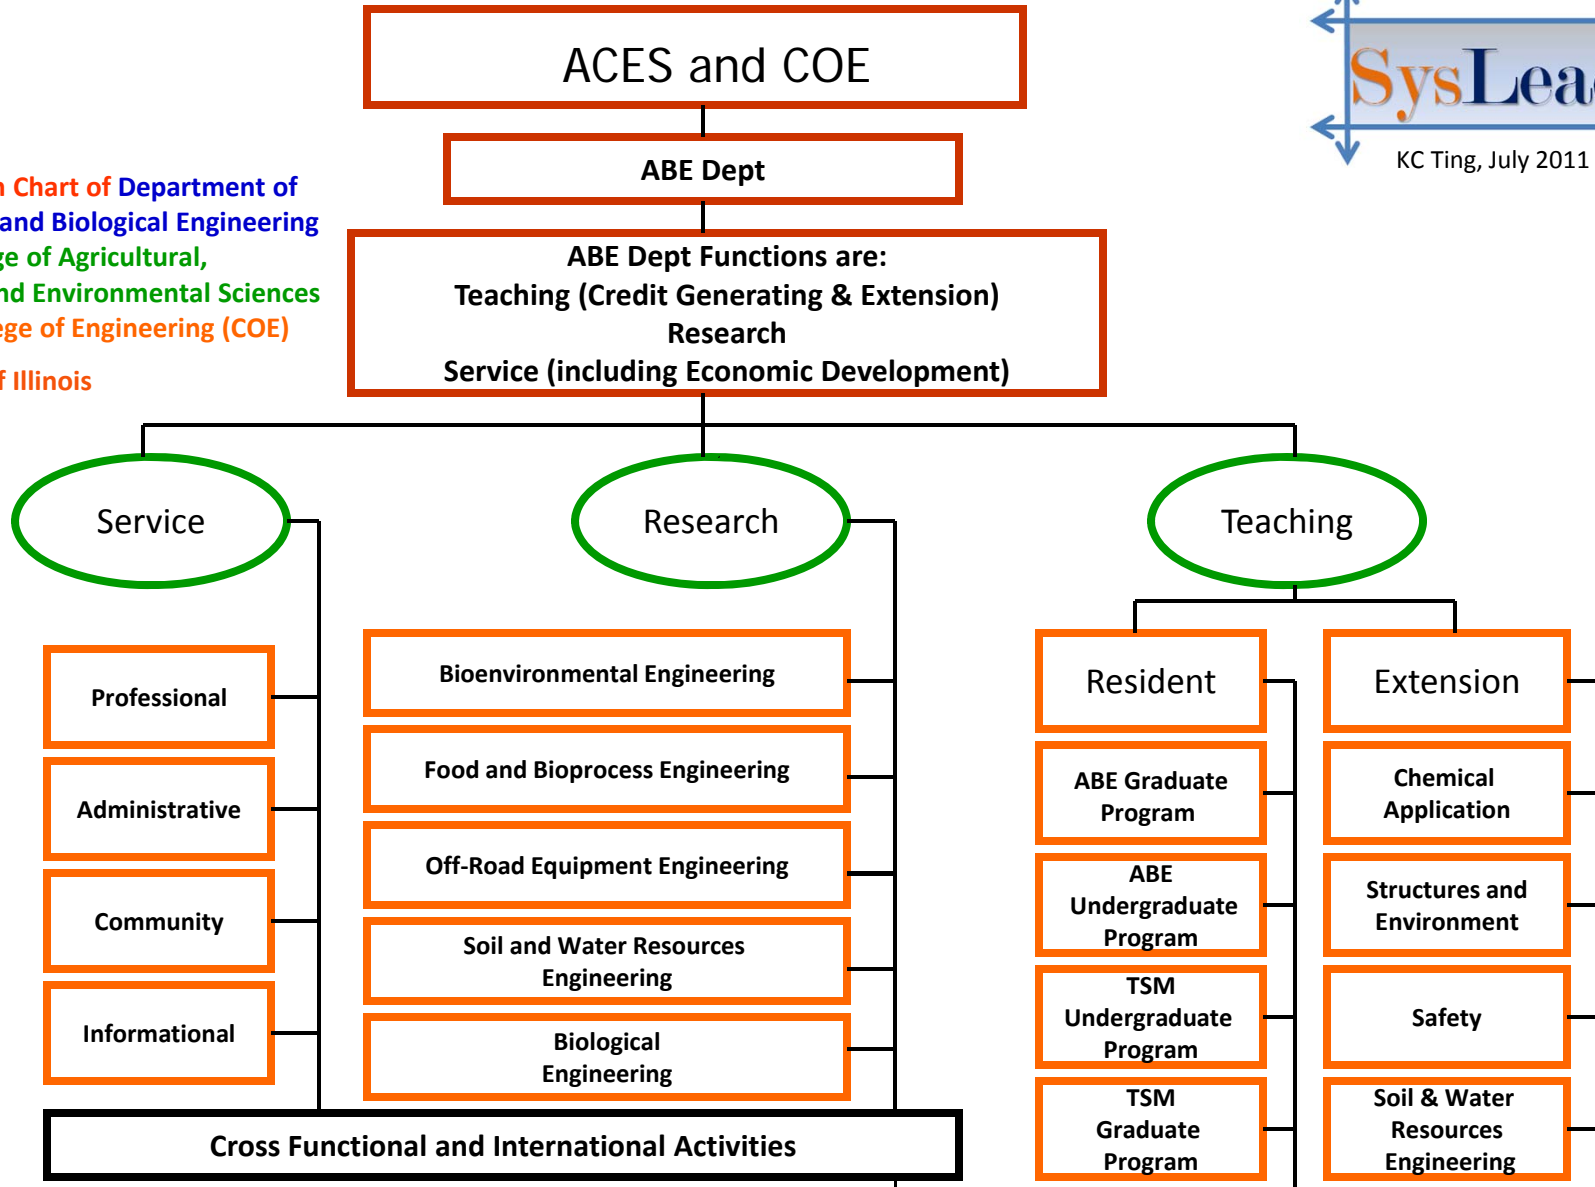 ACES and COE
SysLea
KC Ting, July 2011
ABE Dept
Chart of Department of
and Biological Engineering
of Agricultural,
Environmental Sciences
of Engineering (COE)
Illinois
ABE Dept Functions are:
Teaching (Credit Generating & Extension)
Research
Service (including Economic Development)
Service
Research
Teaching
Professional
Administrative
Community
Informational
Bioenvironmental Engineering
Food and Bioprocess Engineering
Off-Road Equipment Engineering
Soil and Water Resources
Engineering
Biological
Engineering
Cross Functional and International Activities
Resident
ABE Graduate
Program
ABE
Undergraduate
Program
TSM
Undergraduate
Program
TSM
Graduate
Program
Extension
Chemical
Application
Structures and
Environment
Safety
Soil & Water
Resources
Engineering